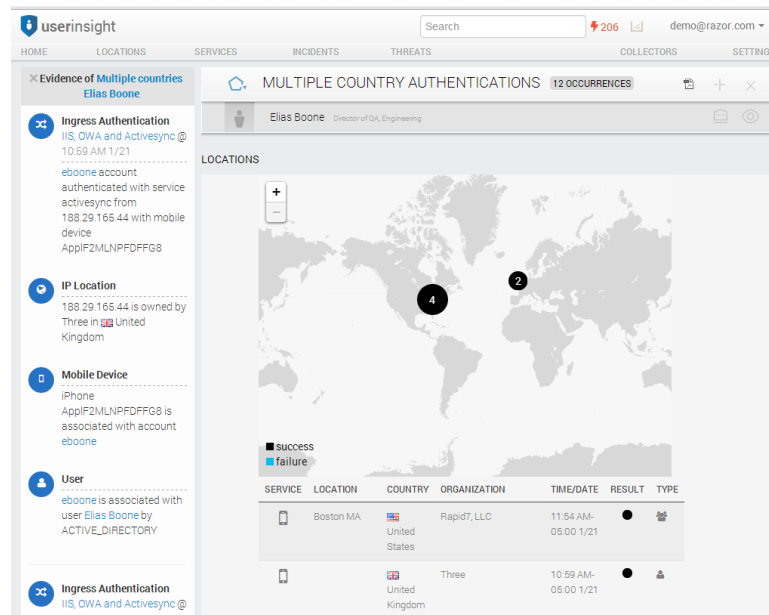 userinsight
Search
206
demo@razor.com
HOME LOCATIONS SERVICES INCIDENTS THREATS COLLECTORS SETTING
Evidence of Multiple countries
Elias Boone
Ingress Authentication
IIS, OWA and Activesync @
10:59 AM 1/21
eboone account
authenticated with service
activesync from
188.29.165.44 with mobile
device
ApplF2MLNPFDFFG8
IP Location
188.29.165.44 is owned by
Three in United
Kingdom
Mobile Device
iPhone
ApplF2MLNPFDFFG8 is
associated with account
eboone
User
eboone is associated with
user Elias Boone by
ACTIVE_DIRECTORY
Ingress Authentication
IIS, OWA and Activesync @
MULTIPLE COUNTRY AUTHENTICATIONS 12 OCCURRENCES
Elias Boone Director of QA, Engineering
LOCATIONS
+
−
4
2
success
failure
SERVICE LOCATION COUNTRY ORGANIZATION TIME/DATE RESULT TYPE
Boston MA United States Rapid7, LLC 11:54 AM-05:00 1/21
United Kingdom Three 10:59 AM-05:00 1/21